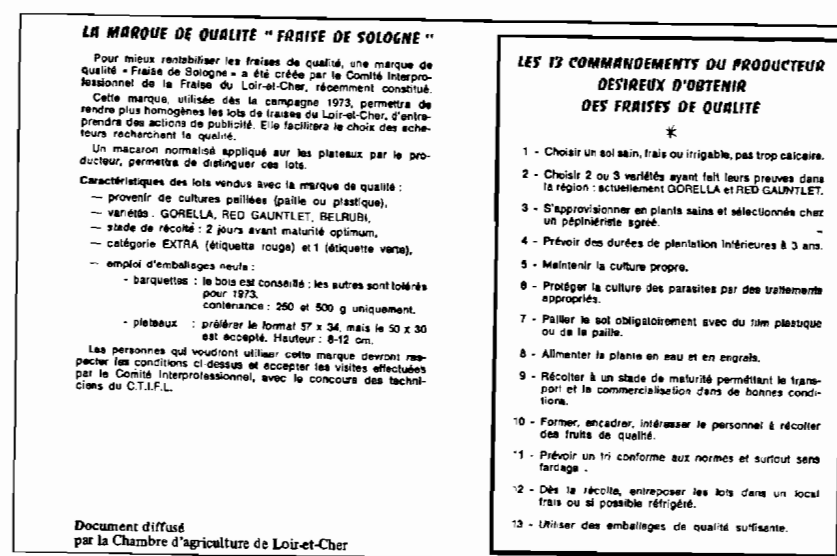 LA MARQUE DE QUALITÉ " FRAISE DE SOLOGNE "
Pour mieux rentabiliser les fraises de qualité, une marque de
qualité « Fraise de Sologne » a été créée par le Comité Interpro-
fessionnel de la Fraise du Loir-et-Cher, récemment constitué.
Cette marque, utilisée dès la campagne 1973, permettra de
rendre plus homogènes les lots de fraises du Loir-et-Cher, d'entre-
prendre des actions de publicité. Elle facilitera le choix des ache-
teurs recherchant la qualité.
Un macaron normalisé appliqué sur les plateaux par le pro-
ducteur, permettra de distinguer ces lots.
Caractéristiques des lots vendus avec la marque de qualité :
— provenir de cultures paillées (paille ou plastique),
— variétés : GORELLA, RED GAUNTLET, BELRUBI,
— stade de récolte : 2 jours avant maturité optimum,
— catégorie EXTRA (étiquette rouge) et 1 (étiquette verte),
— emploi d'emballages neufs :
- barquettes : le bois est conseillé ; les autres sont tolérés
pour 1973.
contenance : 250 et 500 g uniquement.
- plateaux : préférer le format 57 x 34, mais le 50 x 30
est accepté. Hauteur : 8-12 cm.
Les personnes qui voudront utiliser cette marque devront res-
pecter les conditions ci-dessus et accepter les visites effectuées
par le Comité Interprofessionnel, avec le concours des techni-
ciens du C.T.I.F.L.
Document diffusé
par la Chambre d'agriculture de Loir-et-Cher
LES 13 COMMANDEMENTS DU PRODUCTEUR
DÉSIREUX D'OBTENIR
DES FRAISES DE QUALITÉ
*
1 - Choisir un sol sain, frais ou irrigable, pas trop calcaire.
2 - Choisir 2 ou 3 variétés ayant fait leurs preuves dans
la région : actuellement GORELLA et RED GAUNTLET.
3 - S'approvisionner en plants sains et sélectionnés chez
un pépiniériste agréé.
4 - Prévoir des durées de plantation inférieures à 3 ans.
5 - Maintenir la culture propre.
6 - Protéger la culture des parasites par des traitements
appropriés.
7 - Pailler le sol obligatoirement avec du film plastique
ou de la paille.
8 - Alimenter la plante en eau et en engrais.
9 - Récolter à un stade de maturité permettant le trans-
port et la commercialisation dans de bonnes condi-
tions.
10 - Former, encadrer, intéresser le personnel à récolter
des fruits de qualité.
11 - Prévoir un tri conforme aux normes et surtout sans
fardage .
12 - Dès la récolte, entreposer les lots dans un local
frais ou si possible réfrigéré.
13 - Utiliser des emballages de qualité suffisante.